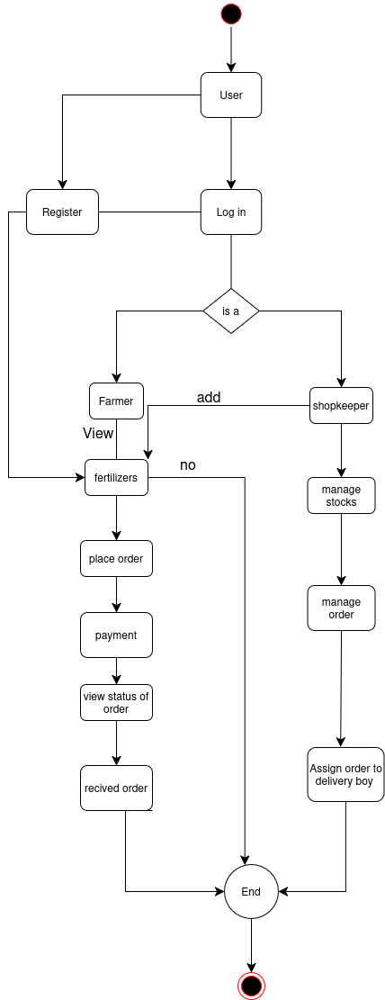 User
Register
Log in
is a
Farmer
add
shopkeeper
View
fertilizers
no
manage
stocks
place order
manage
order
payment
view status of
order
Assign order to
delivery boy
recived order
End